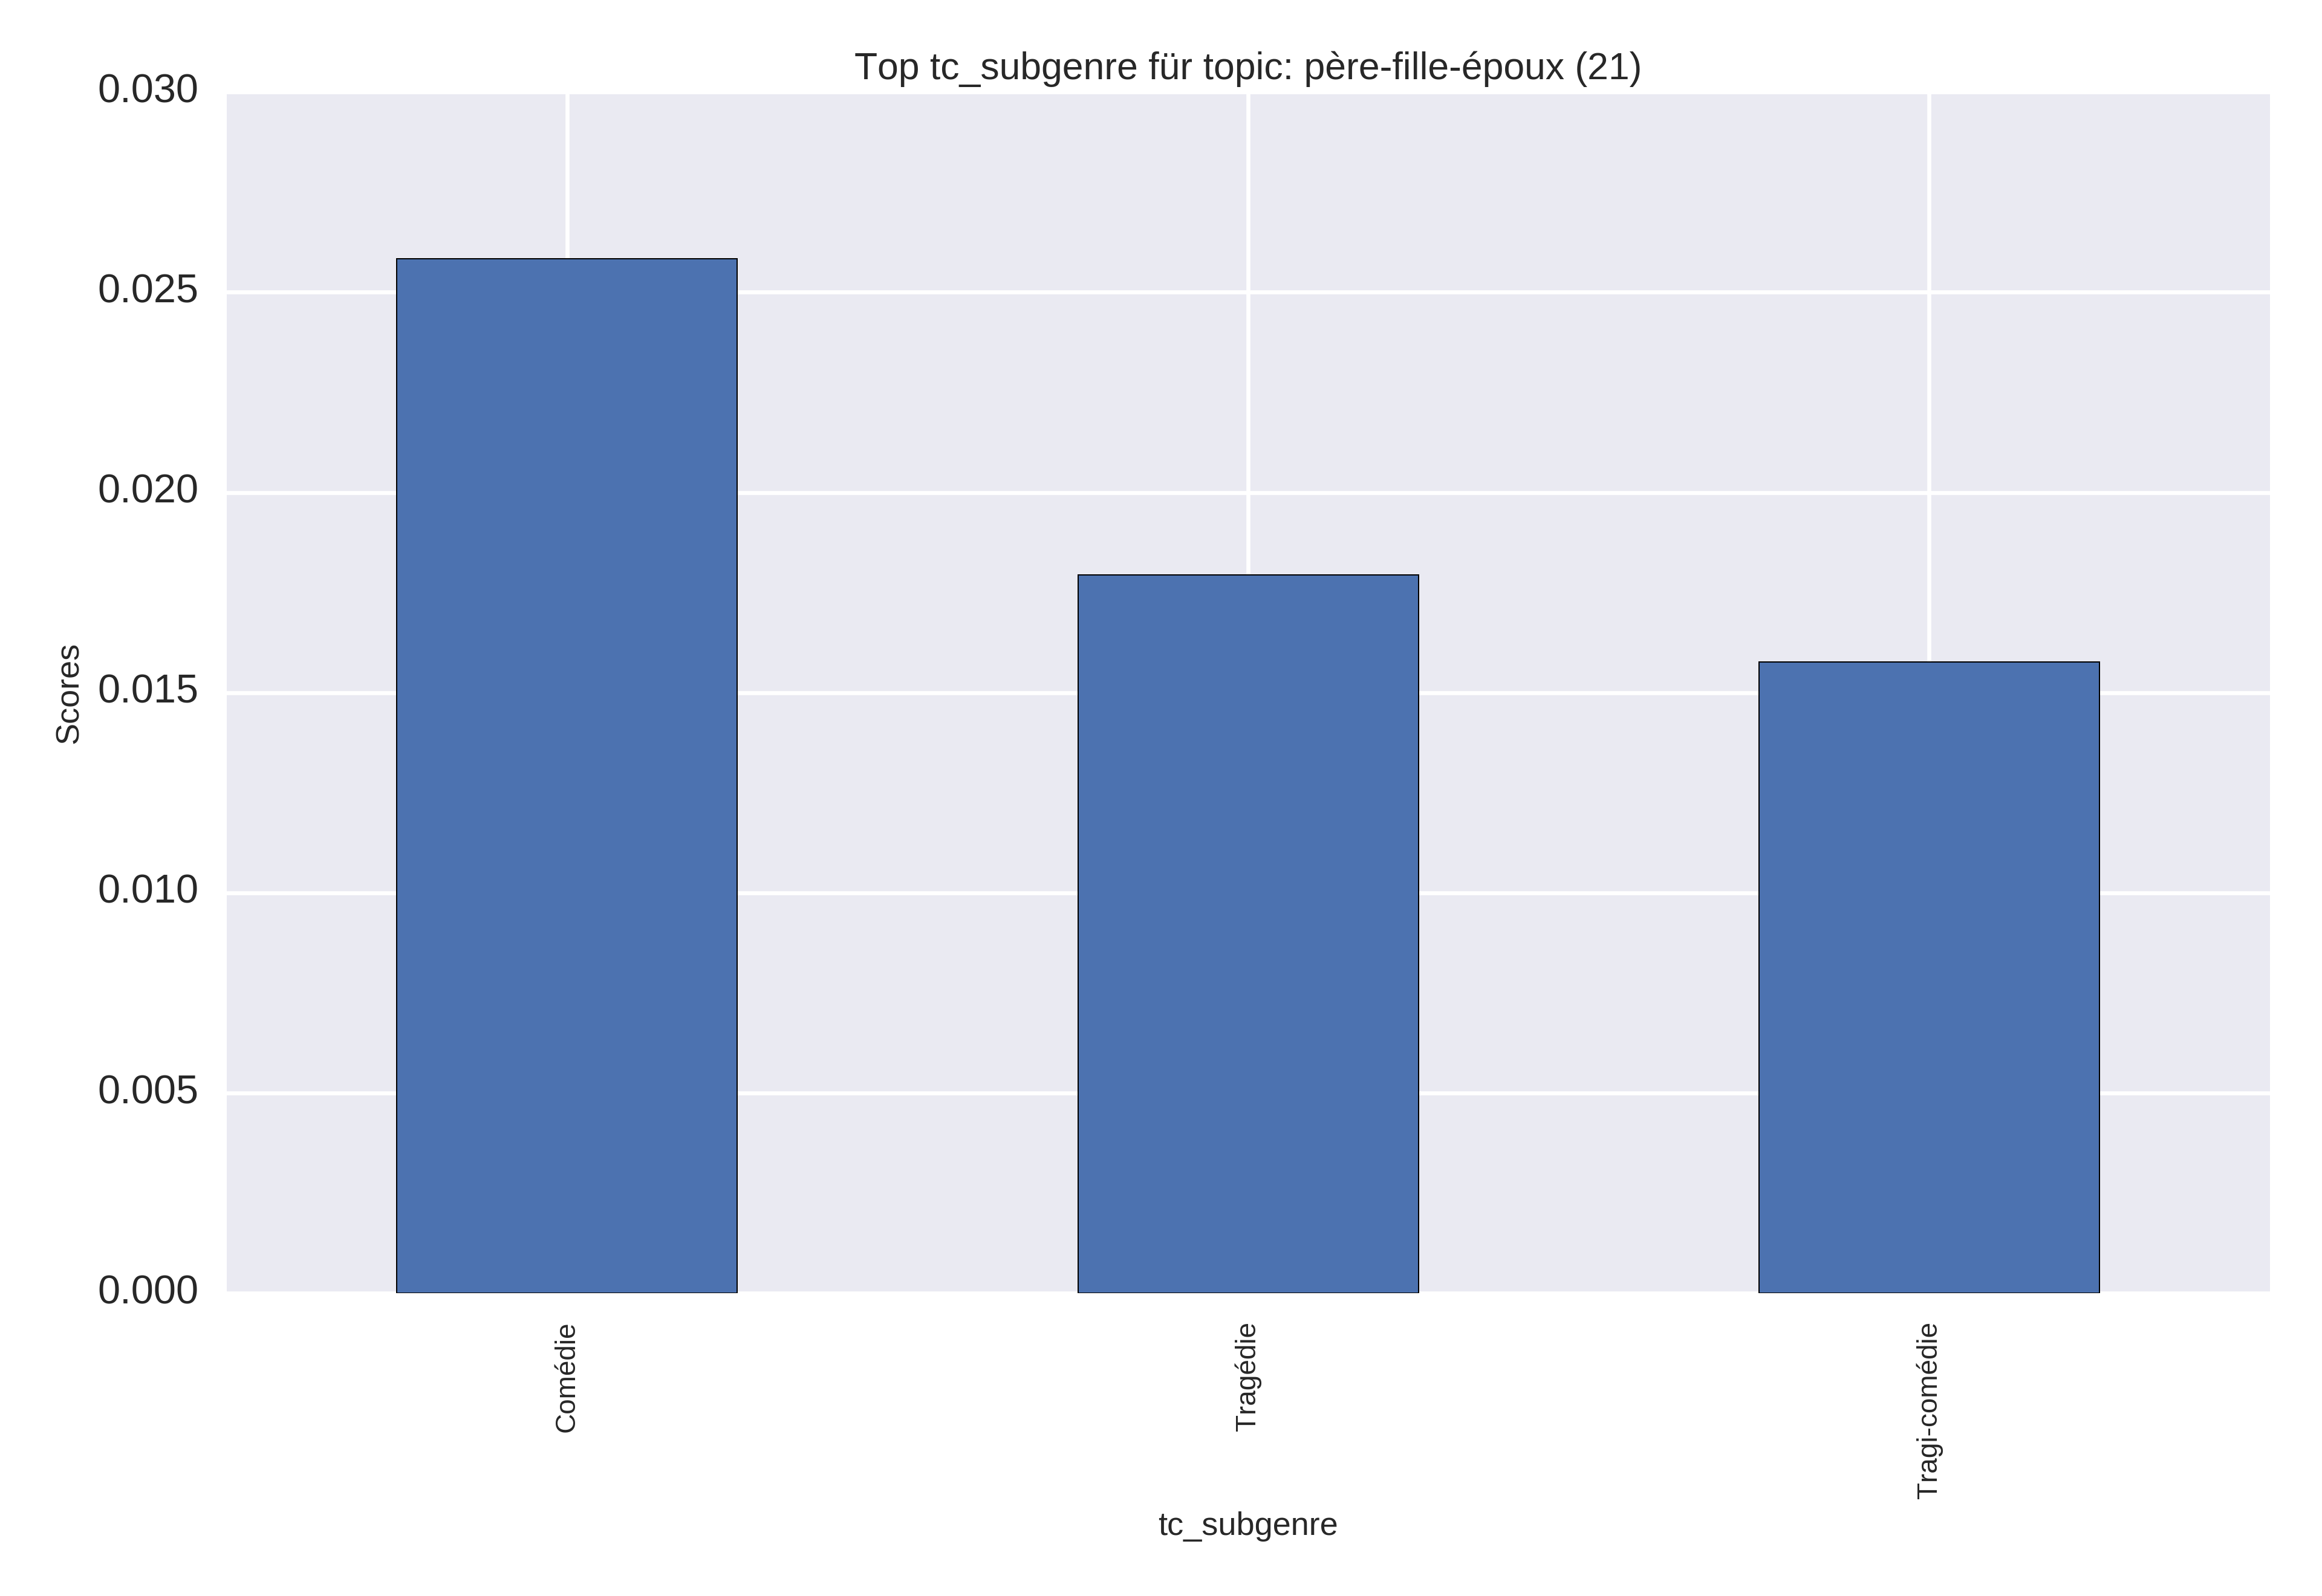 Top tc_subgenre für topic: père-fille-époux (21)
0.030
0.025
0.020
0.015
0.010
0.005
0.000
Scores
Comédie
Tragédie
Tragi-comédie
tc_subgenre